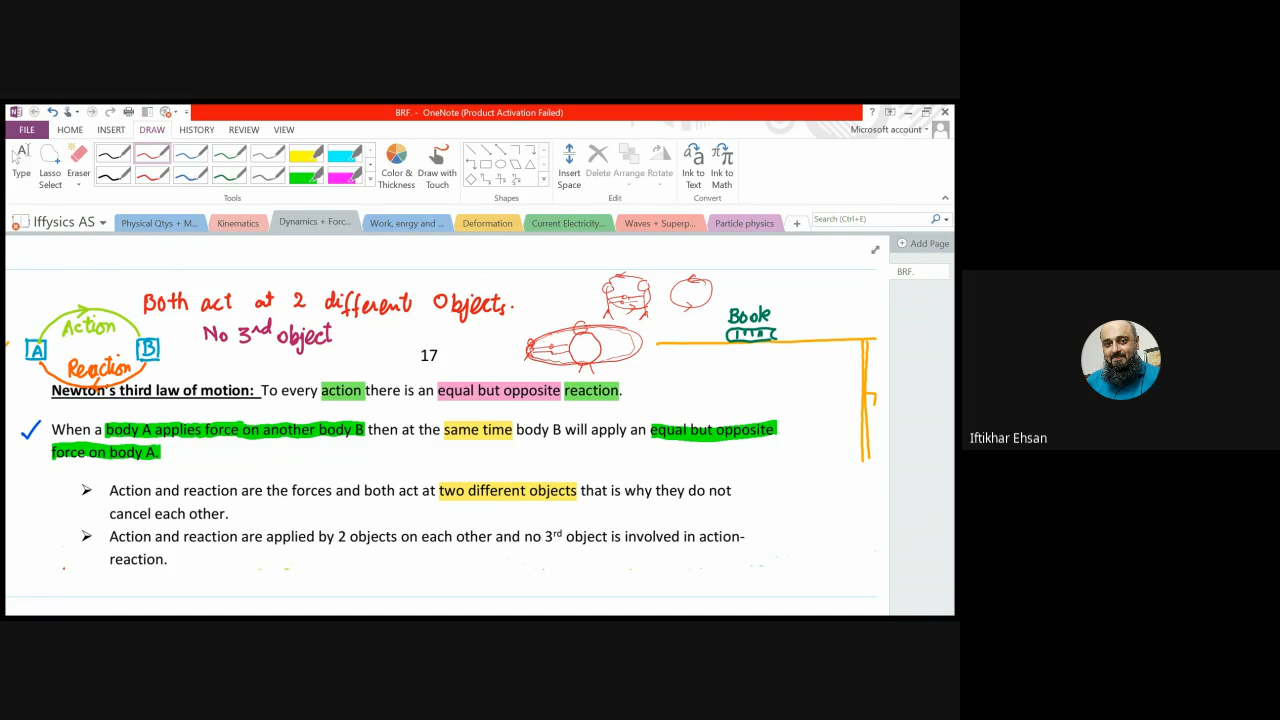 BRF. - OneNote (Product Activation Failed)
FILE HOME INSERT DRAW HISTORY REVIEW VIEW Microsoft account
Type Lasso Select Eraser Color & Thickness Draw with Touch Insert Space Delete Arrange Rotate Ink to Text Ink to Math
Tools Shapes Edit Convert
Iffysics AS Physical Qtys + M... Kinematics Dynamics + Forc... Work, enrgy and ... Deformation Current Electricity... Waves + Superp... Particle physics Search (Ctrl+E)
Add Page
BRF.
Both act at 2 different Objects.
No 3rd object
Book
Action
A B
Reaction
17
Newton's third law of motion: To every action there is an equal but opposite reaction.
When a body A applies force on another body B then at the same time body B will apply an equal but opposite
force on body A.
Action and reaction are the forces and both act at two different objects that is why they do not
cancel each other.
Action and reaction are applied by 2 objects on each other and no 3rd object is involved in action-
reaction.
Iftikhar Ehsan